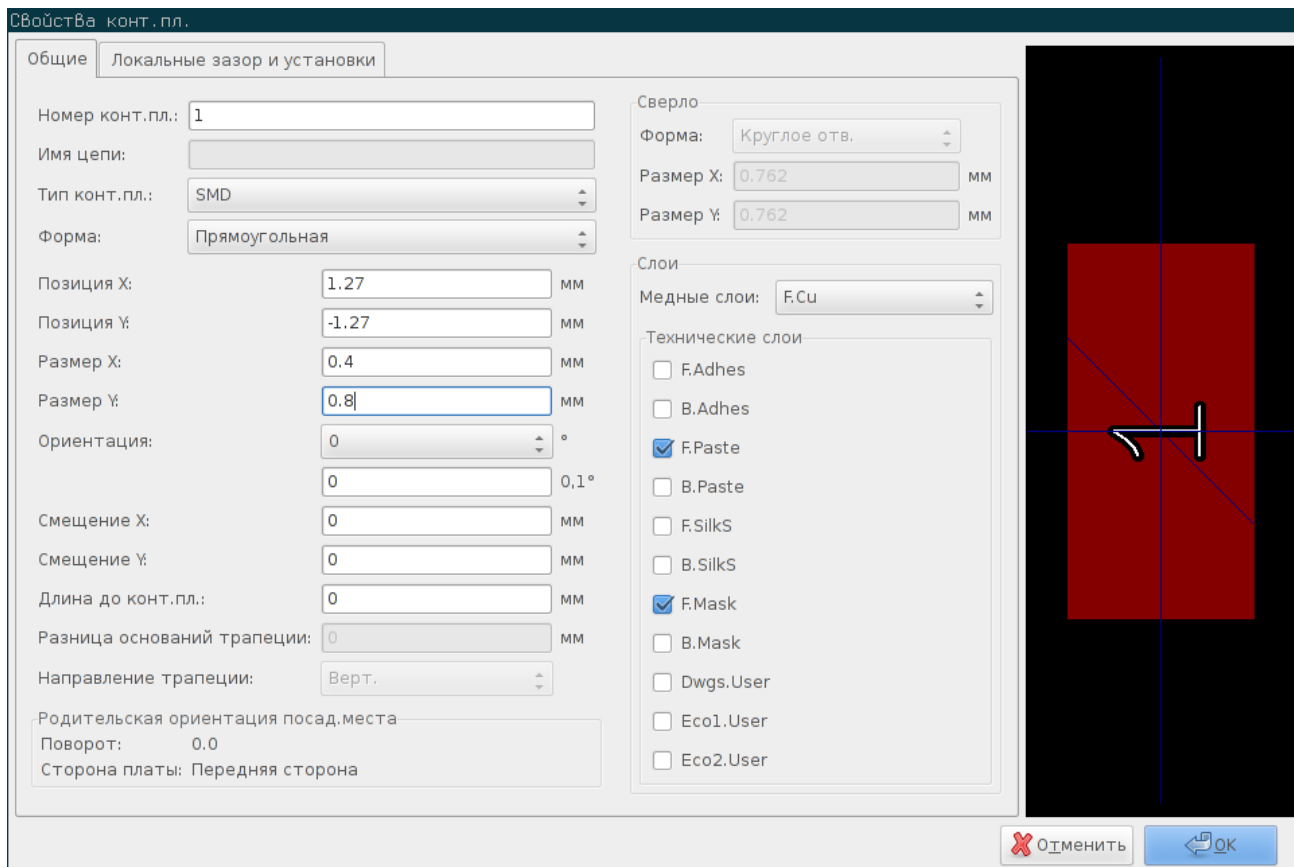 Свойства конт.пл.
Общие
Локальные зазор и установки
Номер конт.пл.: 1
Имя цепи:
Тип конт.пл.: SMD
Форма: Прямоугольная
Позиция X: 1.27 мм
Позиция Y: -1.27 мм
Размер X: 0.4 мм
Размер Y: 0.8 мм
Ориентация: 0 °
0 0,1°
Смещение X: 0 мм
Смещение Y: 0 мм
Длина до конт.пл.: 0 мм
Разница оснований трапеции: 0 мм
Направление трапеции: Верт.
Родительская ориентация посад.места
Поворот: 0.0
Сторона платы: Передняя сторона
Сверло
Форма: Круглое отв.
Размер X: 0.762 мм
Размер Y: 0.762 мм
Слои
Медные слои: F.Cu
Технические слои
F.Adhes
B.Adhes
F.Paste
B.Paste
F.SilkS
B.SilkS
F.Mask
B.Mask
Dwgs.User
Eco1.User
Eco2.User
1
Отменить
OK